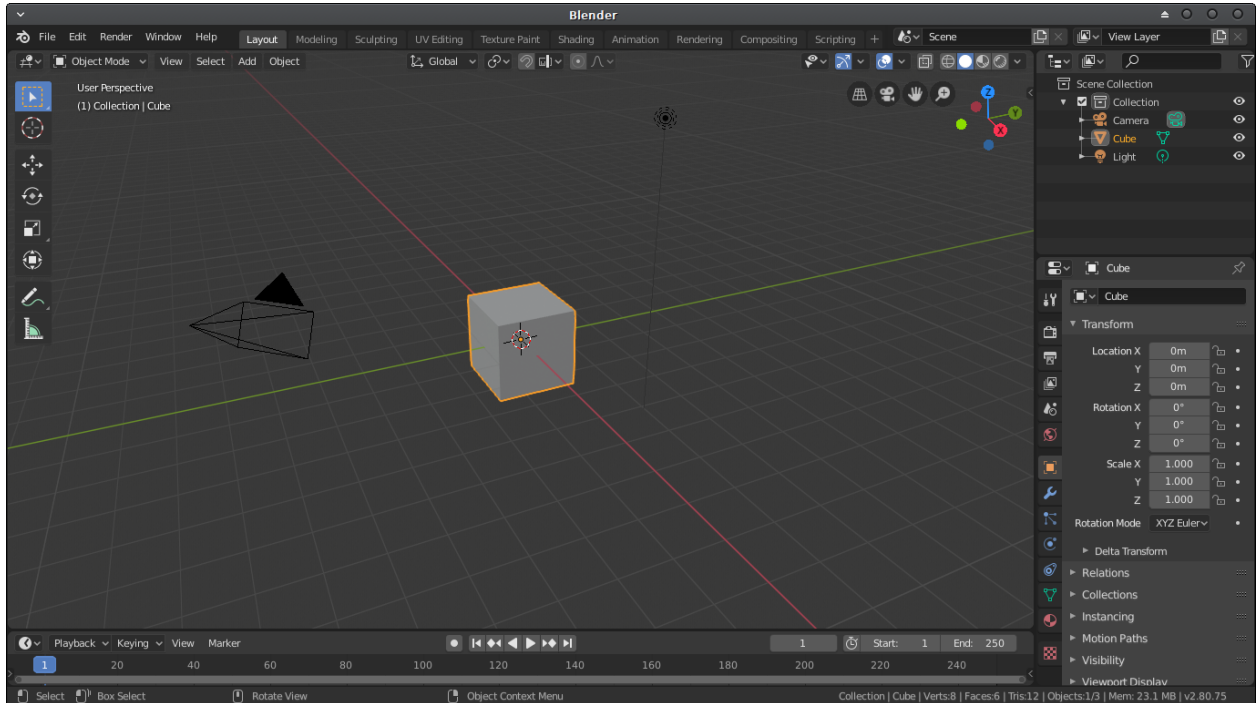 Blender
File Edit Render Window Help Layout Modeling Sculpting UV Editing Texture Paint Shading Animation Rendering Compositing Scripting + Scene View Layer
Object Mode View Select Add Object Global
User Perspective
(1) Collection | Cube
Z
Y
X
Scene Collection
Collection
Camera
Cube
Light
Cube
Cube
Transform
Location X 0m
Y 0m
Z 0m
Rotation X 0°
Y 0°
Z 0°
Scale X 1.000
Y 1.000
Z 1.000
Rotation Mode XYZ Euler
Delta Transform
Relations
Collections
Instancing
Motion Paths
Visibility
Viewport Display
Playback Keying View Marker 1 Start: 1 End: 250
1 20 40 60 80 100 120 140 160 180 200 220 240
Select Box Select Rotate View Object Context Menu Collection | Cube | Verts:8 | Faces:6 | Tris:12 | Objects:1/3 | Mem: 23.1 MB | v2.80.75